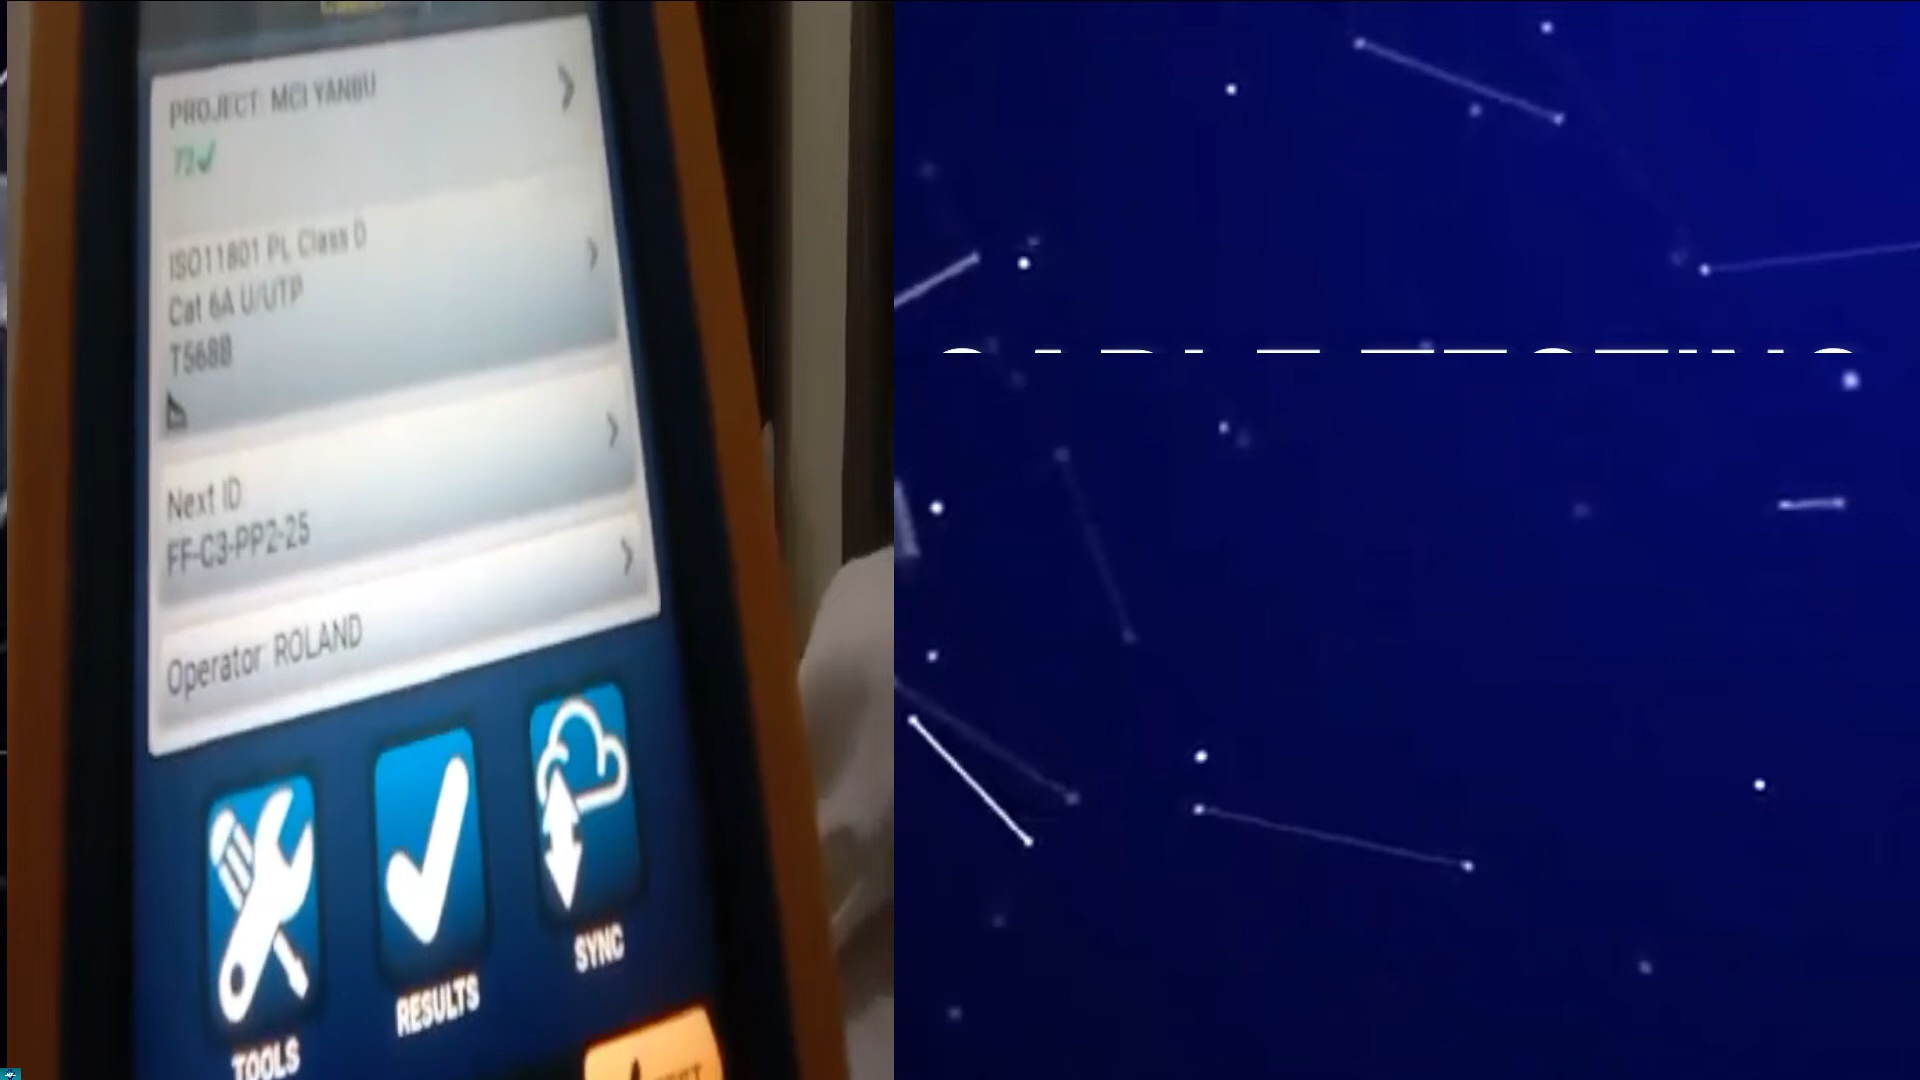 PROJECT: MCI YANBU
72✓
ISO11801 PL Class D
Cat 6A U/UTP
T568B
Next ID
FF-C3-PP2-25
Operator: ROLAND
TOOLS
RESULTS
SYNC